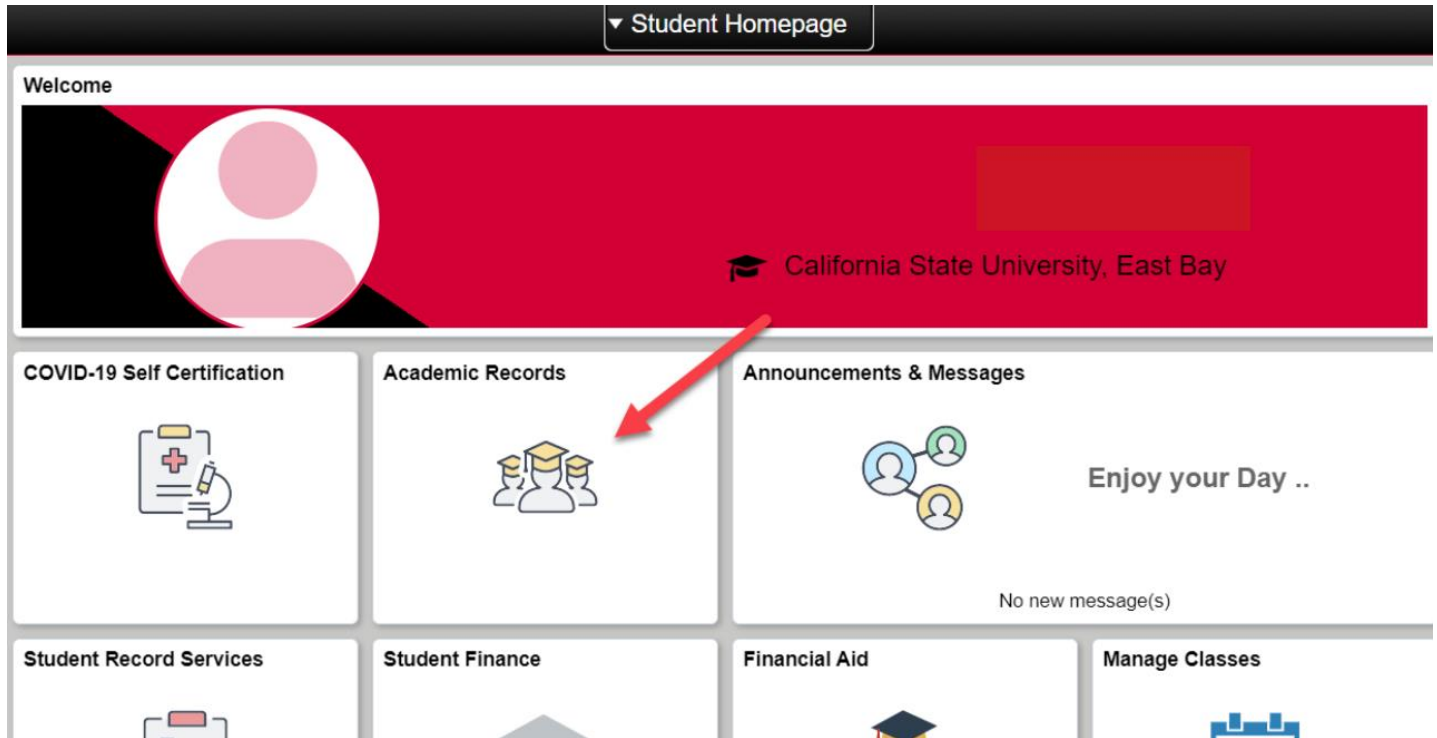 Student Homepage
Welcome
California State University, East Bay
COVID-19 Self Certification
Academic Records
Announcements & Messages
Enjoy your Day ..
No new message(s)
Student Record Services
Student Finance
Financial Aid
Manage Classes